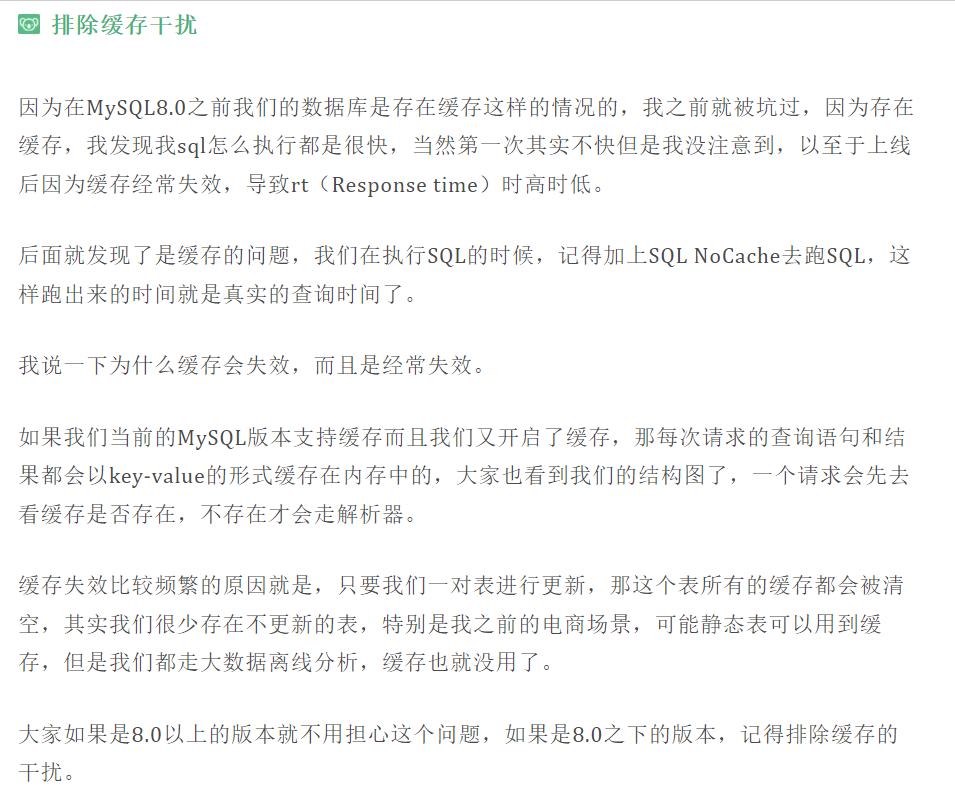 排除缓存干扰
因为在MySQL8.0之前我们的数据库是存在缓存这样的情况的，我之前就被坑过，因为存在
缓存，我发现我sql怎么执行都是很快，当然第一次其实不快但是我没注意到，以至于上线
后因为缓存经常失效，导致rt（Response time）时高时低。
后面就发现了是缓存的问题，我们在执行SQL的时候，记得加上SQL NoCache去跑SQL，这
样跑出来的时间就是真实的查询时间了。
我说一下为什么缓存会失效，而且是经常失效。
如果我们当前的MySQL版本支持缓存而且我们又开启了缓存，那每次请求的查询语句和结
果都会以key-value的形式缓存在内存中的，大家也看到我们的结构图了，一个请求会先去
看缓存是否存在，不存在才会走解析器。
缓存失效比较频繁的原因就是，只要我们一对表进行更新，那这个表所有的缓存都会被清
空，其实我们很少存在不更新的表，特别是我之前的电商场景，可能静态表可以用到缓
存，但是我们都走大数据离线分析，缓存也就没用了。
大家如果是8.0以上的版本就不用担心这个问题，如果是8.0之下的版本，记得排除缓存的
干扰。